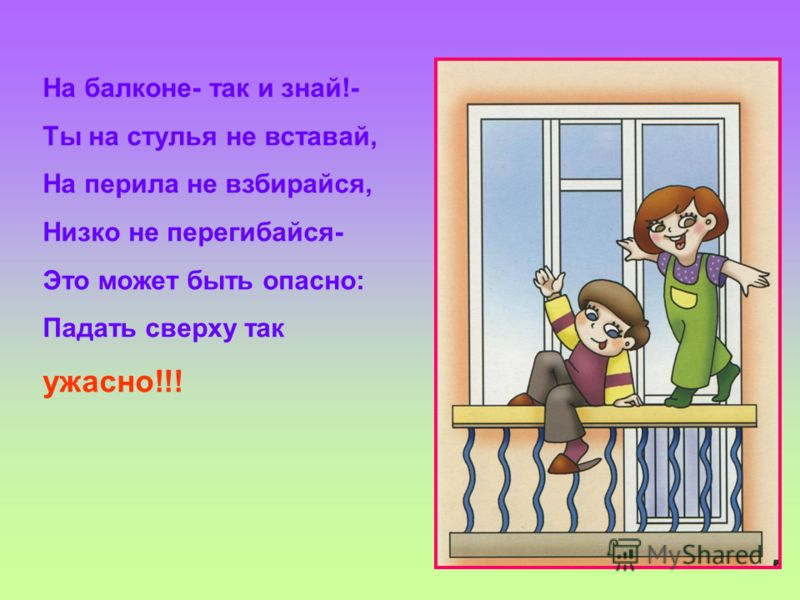 На балконе- так и знай!-
Ты на стулья не вставай,
На перила не взбирайся,
Низко не перегибайся-
Это может быть опасно:
Падать сверху так
ужасно!!!
MyShared